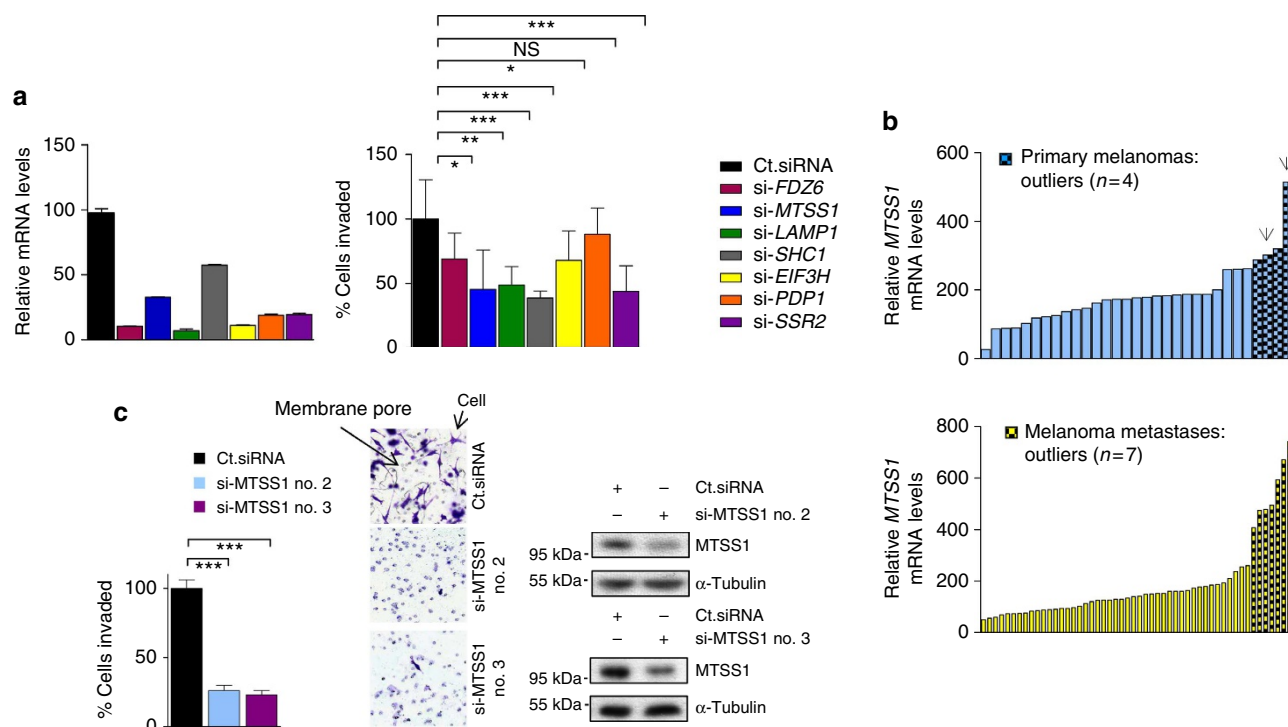 a
Relative mRNA levels
150
100
50
0
% Cells invaded
150
100
50
0
***
NS
*
***
***
**
*
Ct.siRNA
si-FDZ6
si-MTSS1
si-LAMP1
si-SHC1
si-EIF3H
si-PDP1
si-SSR2
b
Relative MTSS1
mRNA levels
600
400
200
0
Primary melanomas:
outliers (n=4)
Relative MTSS1
mRNA levels
800
600
400
200
0
Melanoma metastases:
outliers (n=7)
c
Ct.siRNA
si-MTSS1 no. 2
si-MTSS1 no. 3
% Cells invaded
100
50
0
***
***
Membrane pore
Cell
Ct.siRNA
si-MTSS1
no. 2
si-MTSS1
no. 3
+ – Ct.siRNA
– + si-MTSS1 no. 2
95 kDa- MTSS1
55 kDa- α-Tubulin
+ – Ct.siRNA
– + si-MTSS1 no. 3
95 kDa- MTSS1
55 kDa- α-Tubulin